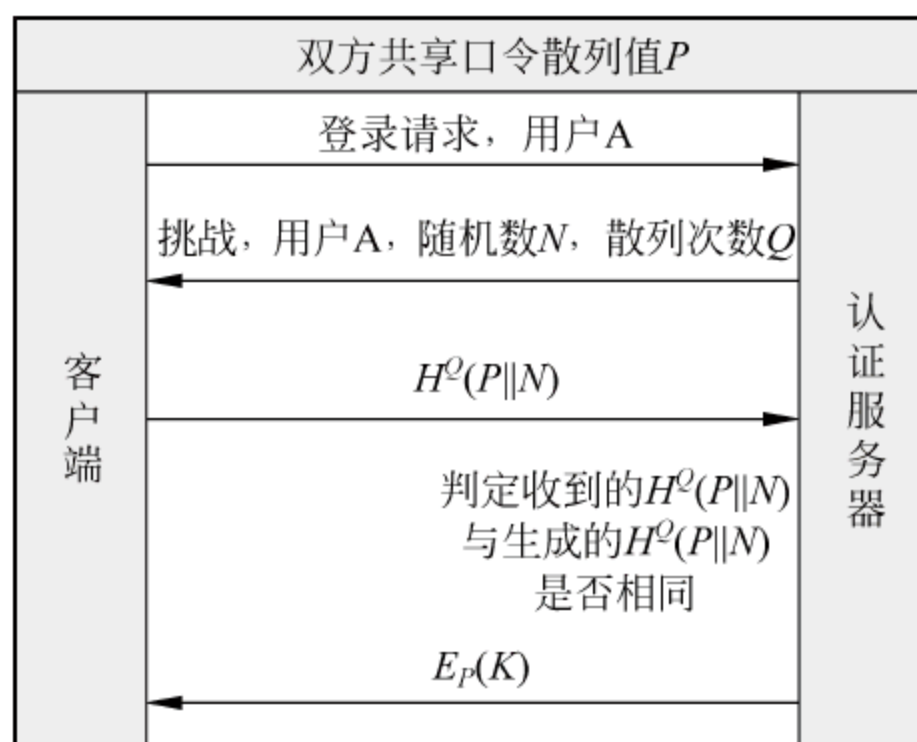 双方共享口令散列值P
登录请求，用户A
挑战，用户A，随机数N，散列次数Q
客户端
认证服务器
H^Q(P||N)
判定收到的H^Q(P||N)
与生成的H^Q(P||N)
是否相同
E_P(K)